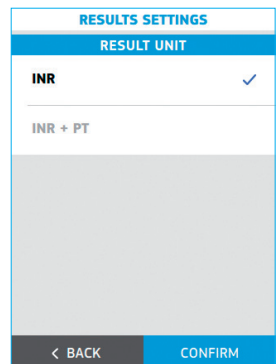 RESULTS SETTINGS
RESULT UNIT
INR
INR + PT
< BACK CONFIRM